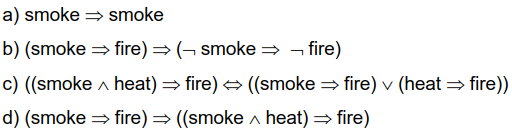 a) smoke ⇒ smoke
b) (smoke ⇒ fire) ⇒ (¬ smoke ⇒ ¬ fire)
c) ((smoke ∧ heat) ⇒ fire) ⇔ ((smoke ⇒ fire) ∨ (heat ⇒ fire))
d) (smoke ⇒ fire) ⇒ ((smoke ∧ heat) ⇒ fire)